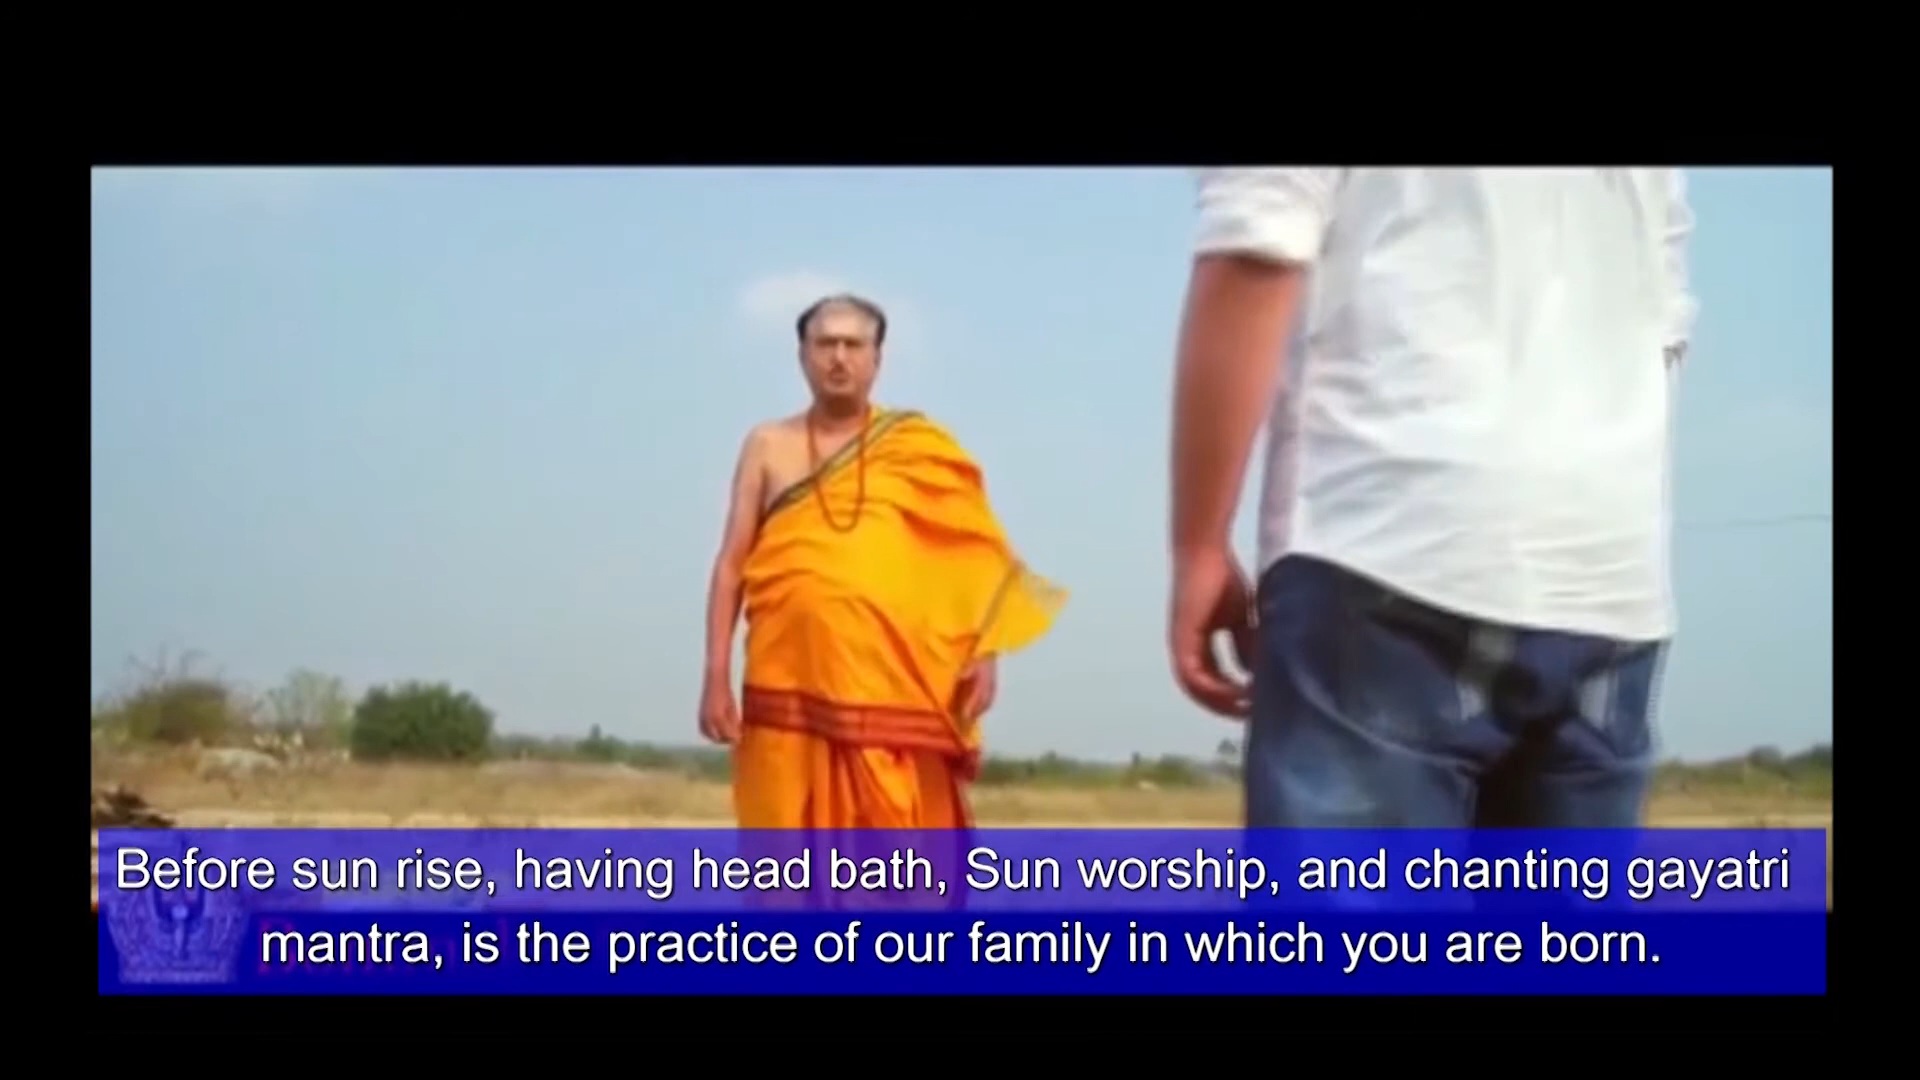 Before sun rise, having head bath, Sun worship, and chanting gayatri
mantra, is the practice of our family in which you are born.